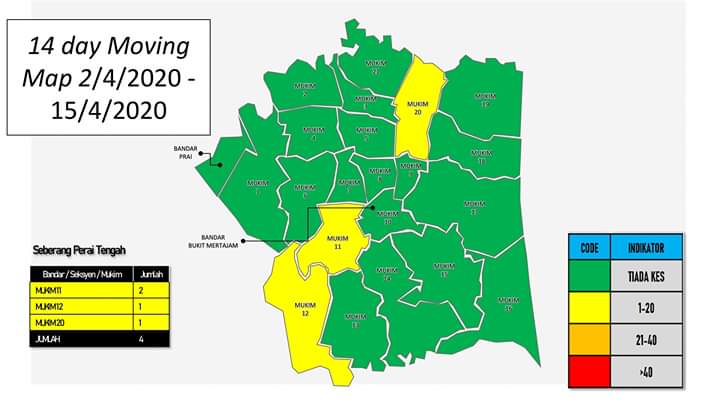 14 day Moving
Map 2/4/2020 -
15/4/2020
MUKIM
21
MUKIM
2
MUKIM
3
MUKIM
20
MUKIM
19
MUKIM
4
MUKIM
5
BANDAR
PRAI
MUKIM
18
MUKIM
1
MUKIM
6
MUKIM
7
MUKIM
8
MUKIM
9
MUKIM
10
MUKIM
BANDAR
BUKIT MERTAJAM
MUKIM
11
MUKIM
14
MUKIM
15
MUKIM
12
MUKIM
13
MUKIM
16
Seberang Perai Tengah
Bandar / Seksyen / Mukim Jumlah
MUKIM11 2
MUKIM12 1
MUKIM20 1
JUMLAH 4
CODE INDIKATOR
TIADA KES
1-20
21-40
>40